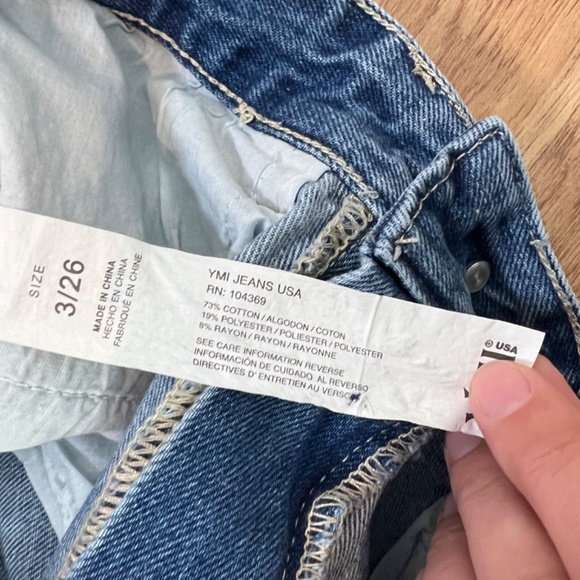 SIZE
3/26
MADE IN CHINA
HECHO EN CHINA
FABRIQUÉ EN CHINE
YMI JEANS USA
RN: 104369
73% COTTON / ALGODON / COTON
19% POLYESTER / POLIESTER / POLYESTER
8% RAYON / RAYON / RAYONNE
SEE CARE INFORMATION REVERSE
INFORMACIÓN DE CUIDADO AL REVERSO
DIRECTIVES D' ENTRETIEN AU VERSO
® USA